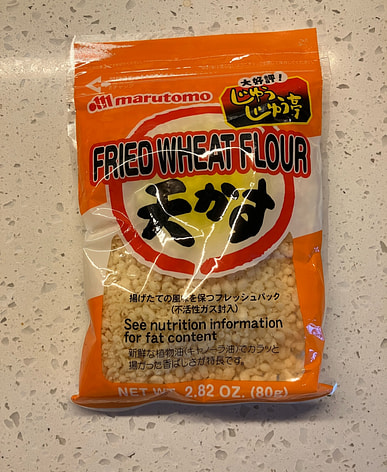 marutomo
大好評！
じゅう
じゅう亭
FRIED WHEAT FLOUR
天かす
揚げたての風味を保つフレッシュパック
(不活性ガス封入)
See nutrition information
for fat content
新鮮な植物油(キャノーラ油)でカラッと
揚がった香ばしさが特長です。
NET WT. 2.82 OZ. (80g)